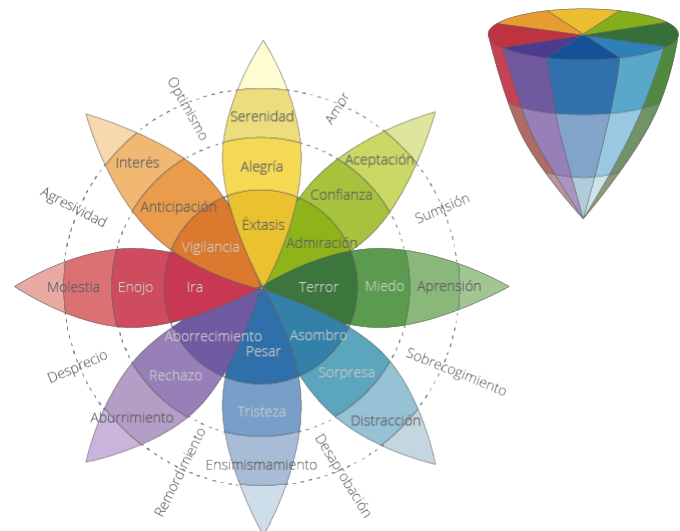 Optimismo
Amor
Serenidad
Interés
Alegría
Aceptación
Anticipación
Confianza
Agresividad
Sumisión
Éxtasis
Vigilancia
Admiración
Molestia
Enojo
Ira
Terror
Miedo
Aprensión
Aborrecimiento
Asombro
Pesar
Desprecio
Rechazo
Sorpresa
Sobrecogimiento
Aburrimiento
Tristeza
Distracción
Remordimiento
Ensimismamiento
Desaprobación